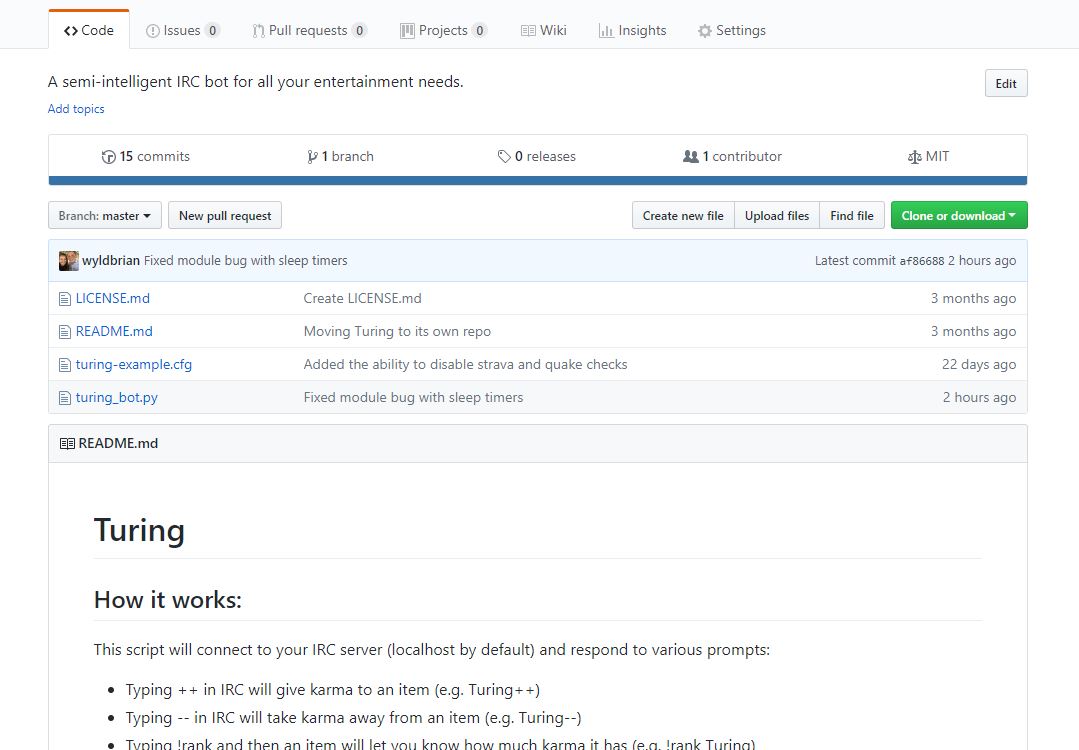 Code Issues 0 Pull requests 0 Projects 0 Wiki Insights Settings
A semi-intelligent IRC bot for all your entertainment needs. Edit
Add topics
15 commits 1 branch 0 releases 1 contributor MIT
Branch: master New pull request Create new file Upload files Find file Clone or download
wyldbrian Fixed module bug with sleep timers Latest commit af86688 2 hours ago
LICENSE.md Create LICENSE.md 3 months ago
README.md Moving Turing to its own repo 3 months ago
turing-example.cfg Added the ability to disable strava and quake checks 22 days ago
turing_bot.py Fixed module bug with sleep timers 2 hours ago
README.md
Turing
How it works:
This script will connect to your IRC server (localhost by default) and respond to various prompts:
• Typing ++ in IRC will give karma to an item (e.g. Turing++)
• Typing -- in IRC will take karma away from an item (e.g. Turing--)
• Typing !rank and then an item will let you know how much karma it has (e.g. !rank Turing)